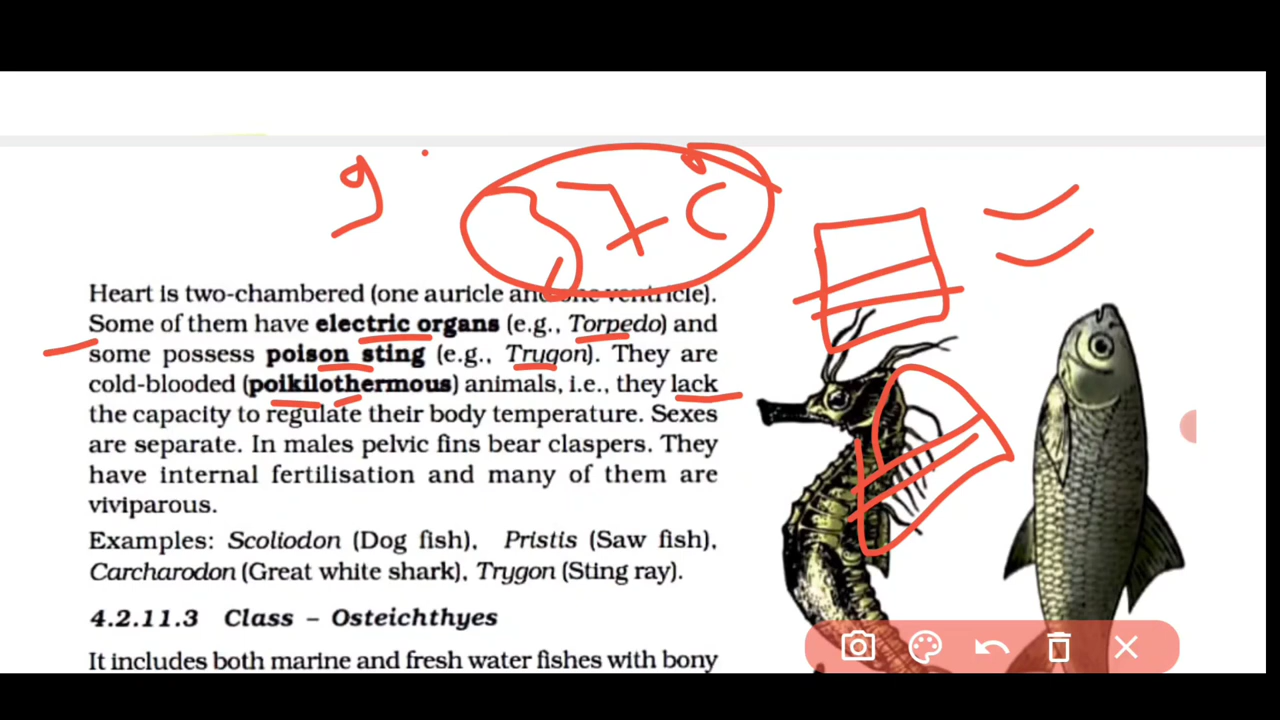 9
37°C
Heart is two-chambered (one auricle and one ventricle).
Some of them have electric organs (e.g., Torpedo) and
some possess poison sting (e.g., Trygon). They are
cold-blooded (poikilothermous) animals, i.e., they lack
the capacity to regulate their body temperature. Sexes
are separate. In males pelvic fins bear claspers. They
have internal fertilisation and many of them are
viviparous.
Examples: Scoliodon (Dog fish), Pristis (Saw fish),
Carcharodon (Great white shark), Trygon (Sting ray).
4.2.11.3 Class – Osteichthyes
It includes both marine and fresh water fishes with bony